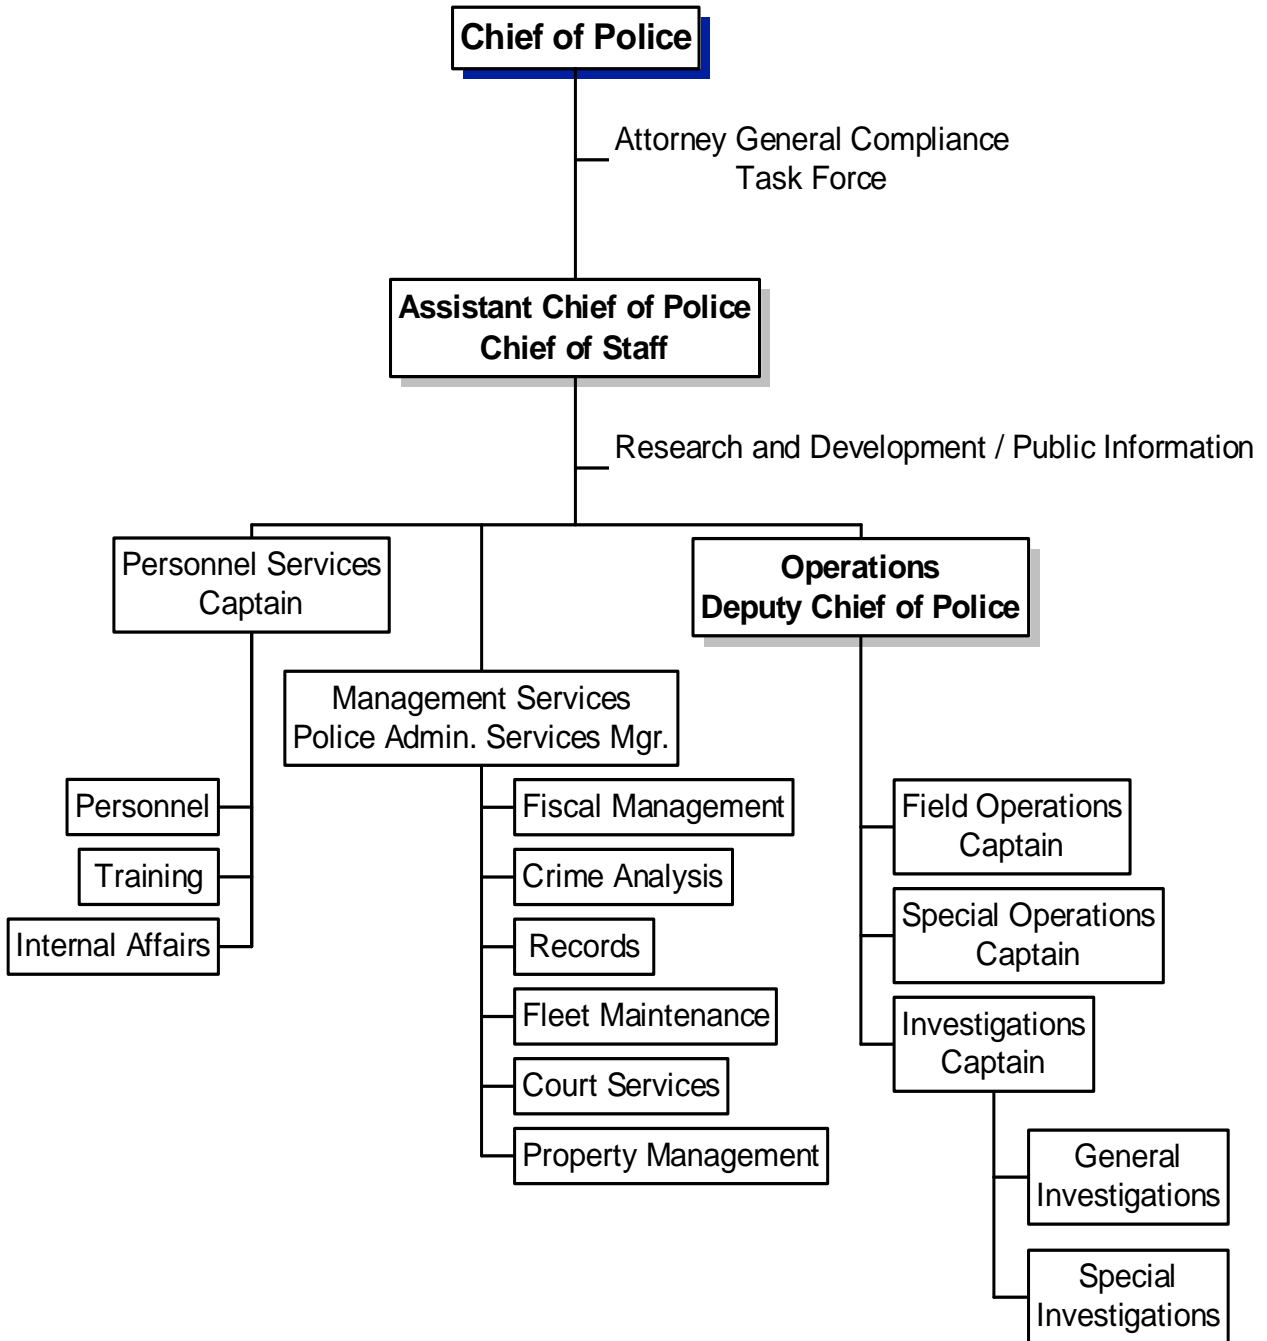 Chief of Police
Attorney General Compliance
Task Force
Assistant Chief of Police
Chief of Staff
Research and Development / Public Information
Personnel Services
Captain
Operations
Deputy Chief of Police
Management Services
Police Admin. Services Mgr.
Personnel
Training
Internal Affairs
Fiscal Management
Crime Analysis
Records
Fleet Maintenance
Court Services
Property Management
Field Operations
Captain
Special Operations
Captain
Investigations
Captain
General
Investigations
Special
Investigations